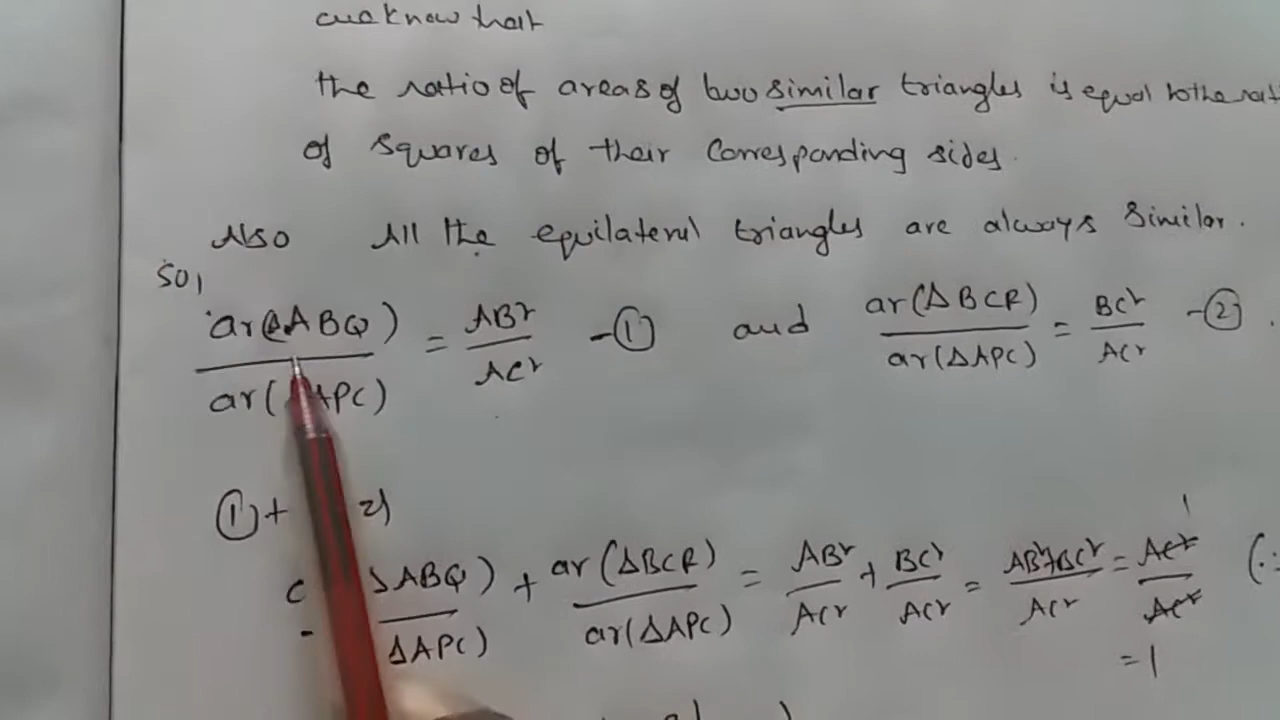 we know that
the ratio of areas of two similar triangles is equal to the rat
of squares of their Corresponding sides.
Also All the equilateral triangles are always similar.
So,
ar(ΔABQ)/ar(ΔAPC) = AB²/AC² - ① and ar(ΔBCR)/ar(ΔAPC) = BC²/AC² - ②.
① +
ΔABQ)/ΔAPC) + ar(ΔBCR)/ar(ΔAPC) = AB²/AC² + BC²/AC² = AB²+BC²/AC² = AC²/AC² (∵
1
= 1